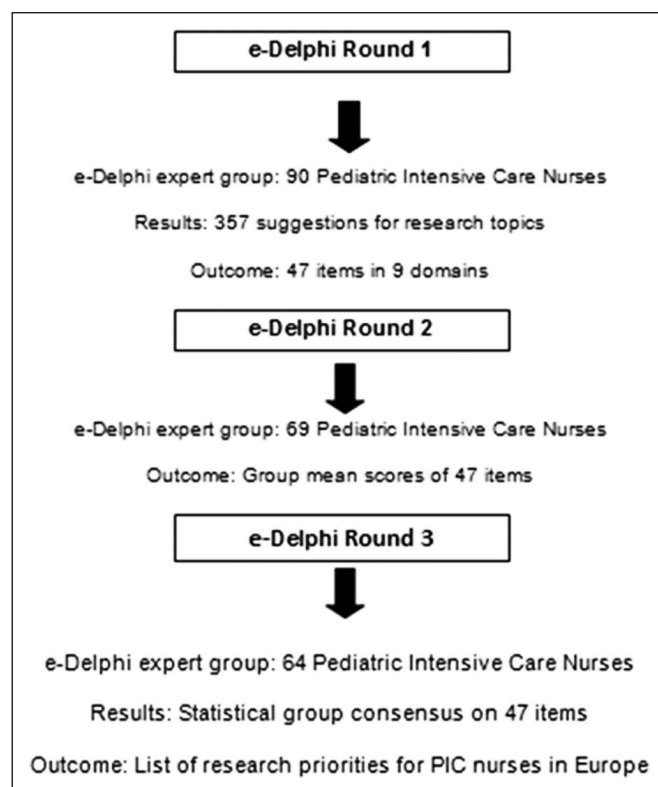 e-Delphi Round 1
e-Delphi expert group: 90 Pediatric Intensive Care Nurses
Results: 357 suggestions for research topics
Outcome: 47 items in 9 domains
e-Delphi Round 2
e-Delphi expert group: 69 Pediatric Intensive Care Nurses
Outcome: Group mean scores of 47 items
e-Delphi Round 3
e-Delphi expert group: 64 Pediatric Intensive Care Nurses
Results: Statistical group consensus on 47 items
Outcome: List of research priorities for PIC nurses in Europe